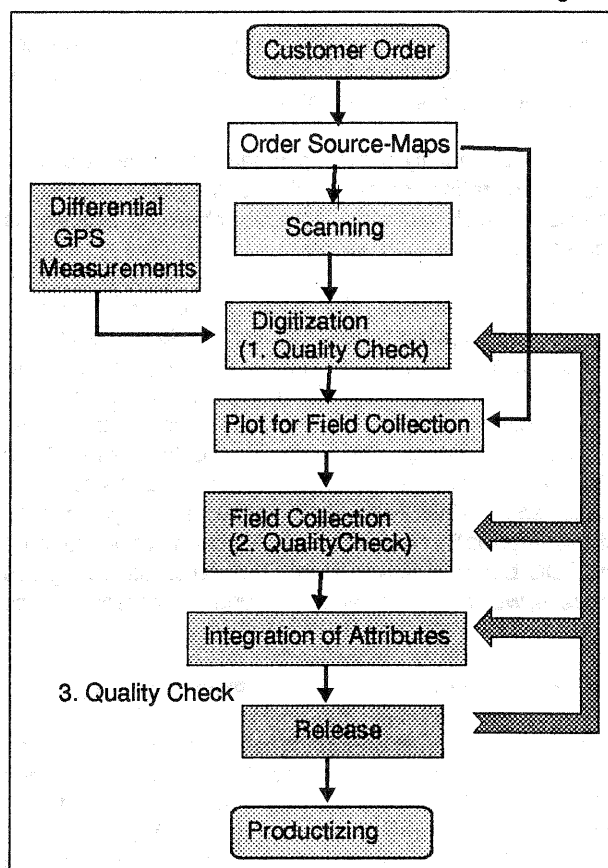 Customer Order
Order Source-Maps
Differential
GPS
Measurements
Scanning
Digitization
(1. Quality Check)
Plot for Field Collection
Field Collection
(2. QualityCheck)
Integration of Attributes
3. Quality Check
Release
Productizing